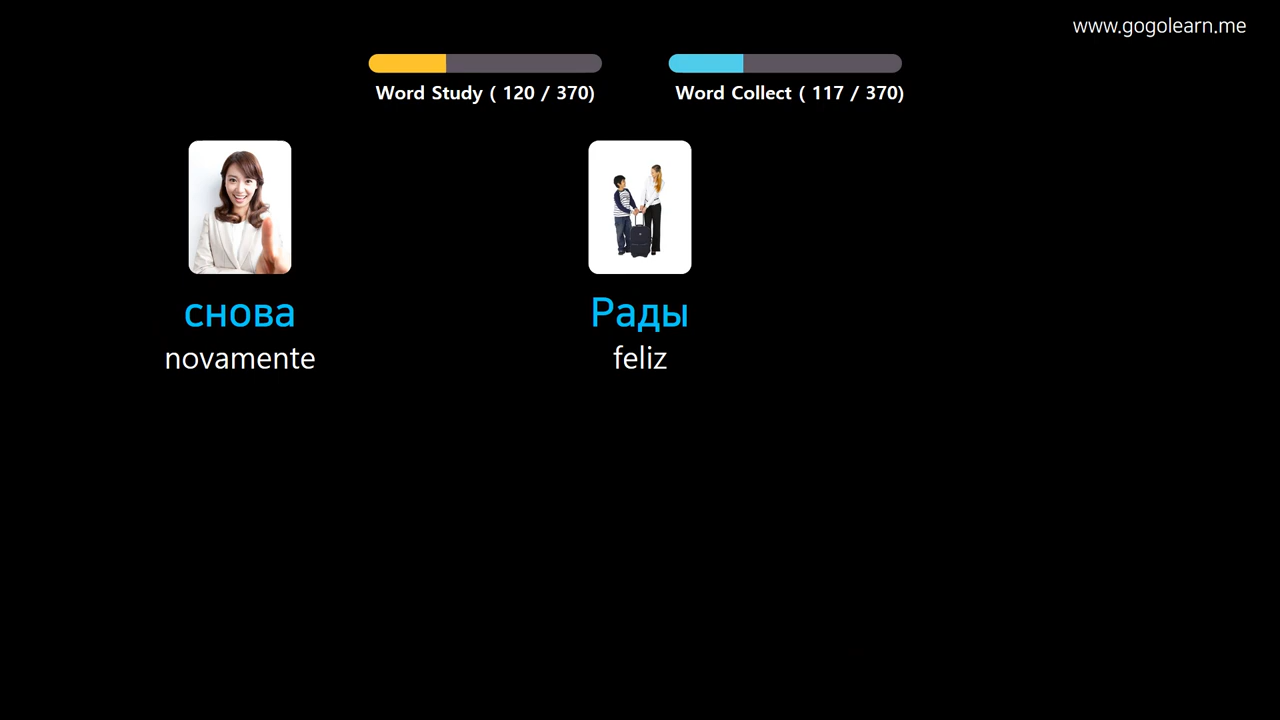 www.gogolearn.me
Word Study ( 120 / 370)
Word Collect ( 117 / 370)
снова
Рады
novamente
feliz